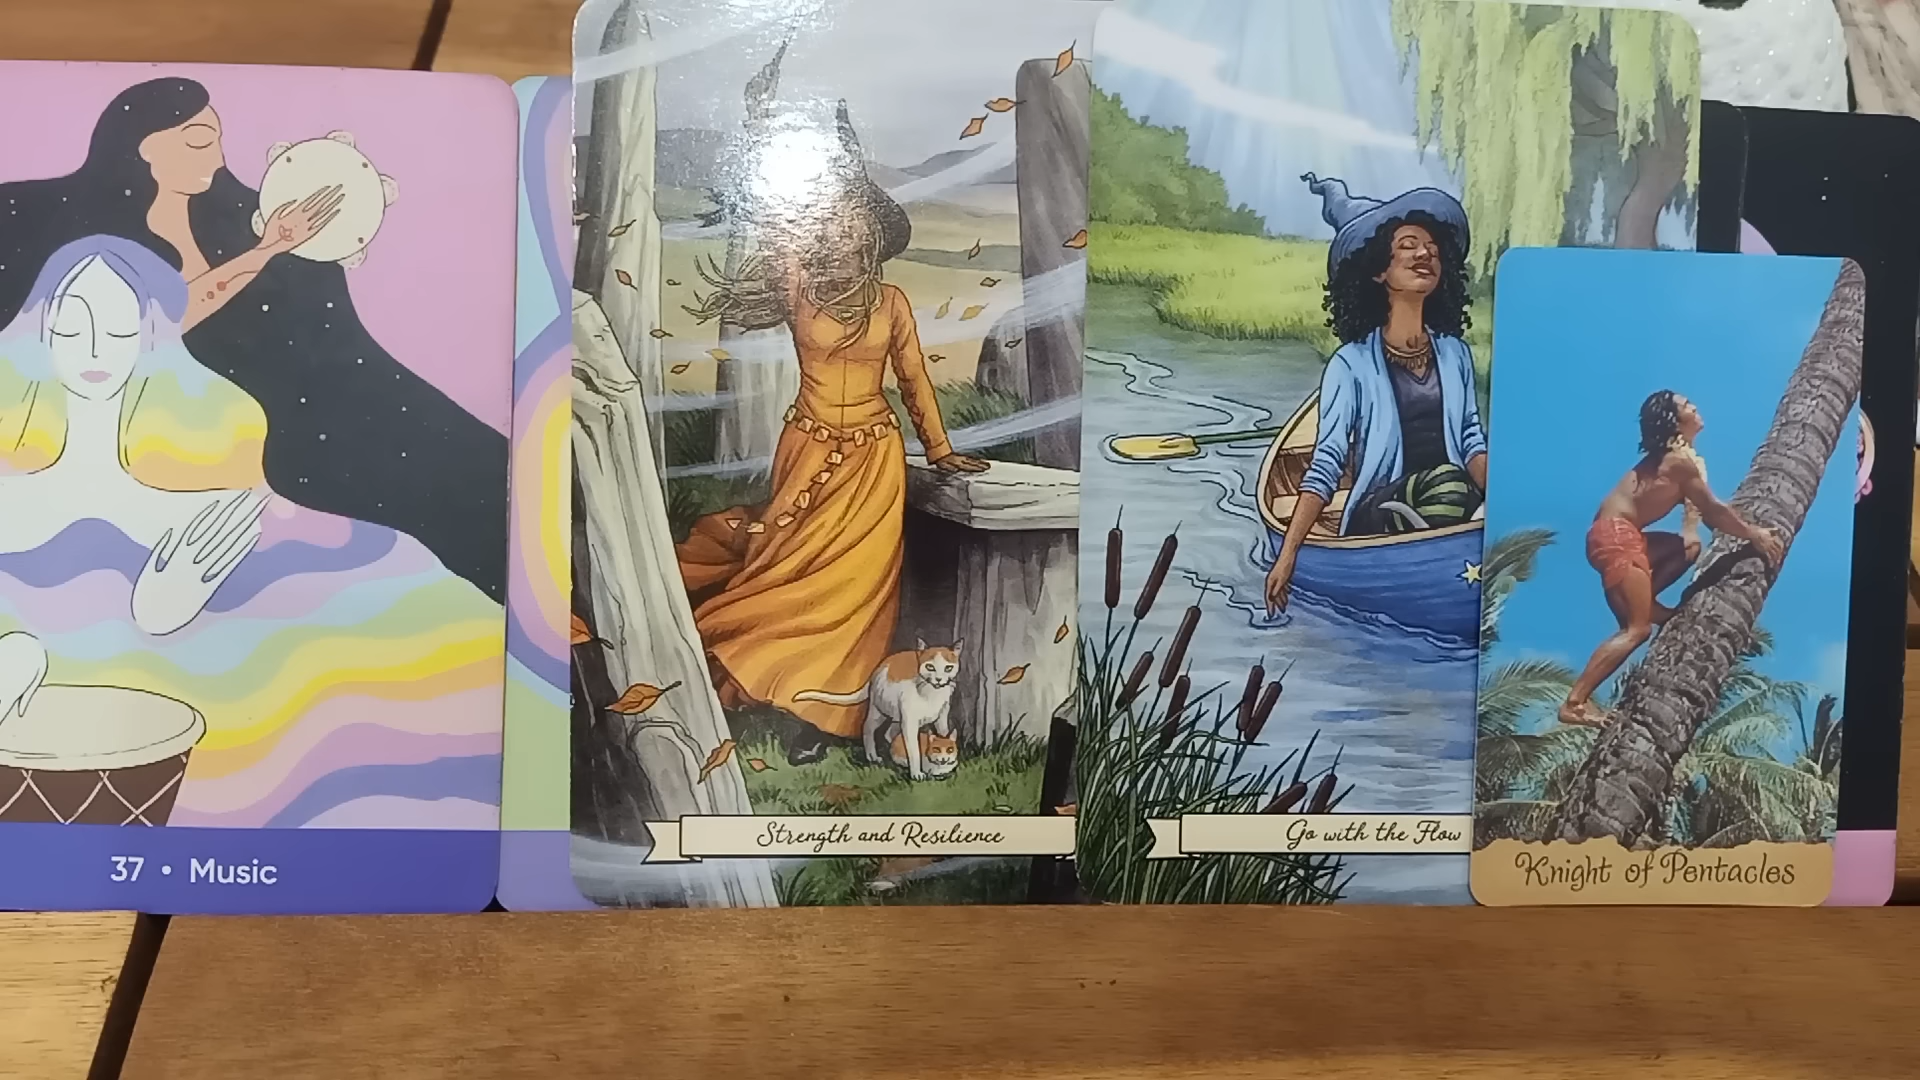 37 • Music
Strength and Resilience
Go with the Flow
Knight of Pentacles